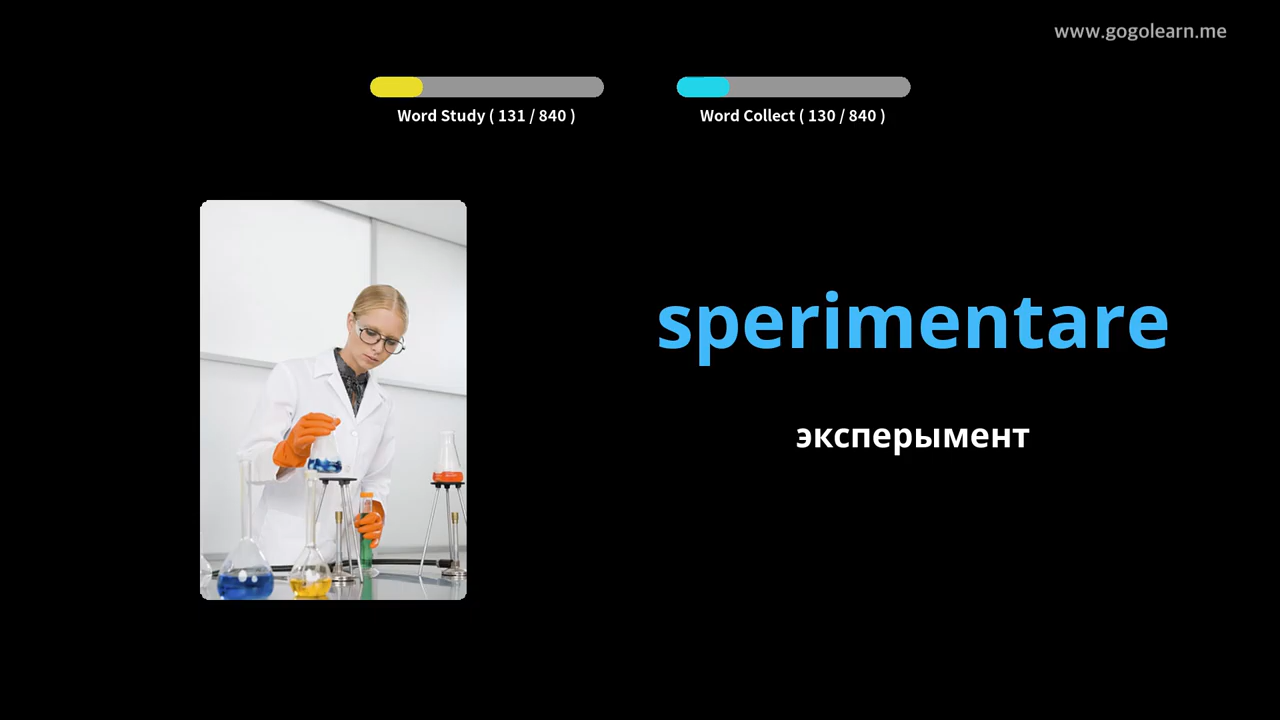 www.gogolearn.me
Word Study ( 131 / 840 )
Word Collect ( 130 / 840 )
sperimentare
эксперымент